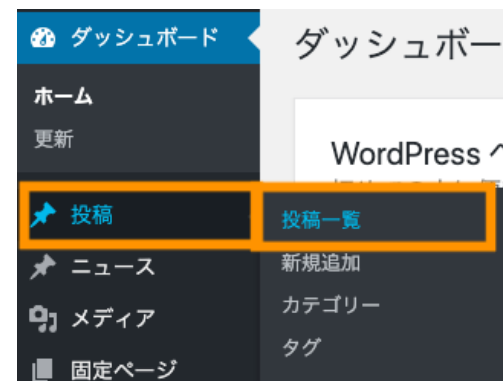 ダッシュボード
ダッシュボー
ホーム
更新
WordPress へ
投稿
投稿一覧
ニュース
新規追加
メディア
カテゴリー
固定ページ
タグ